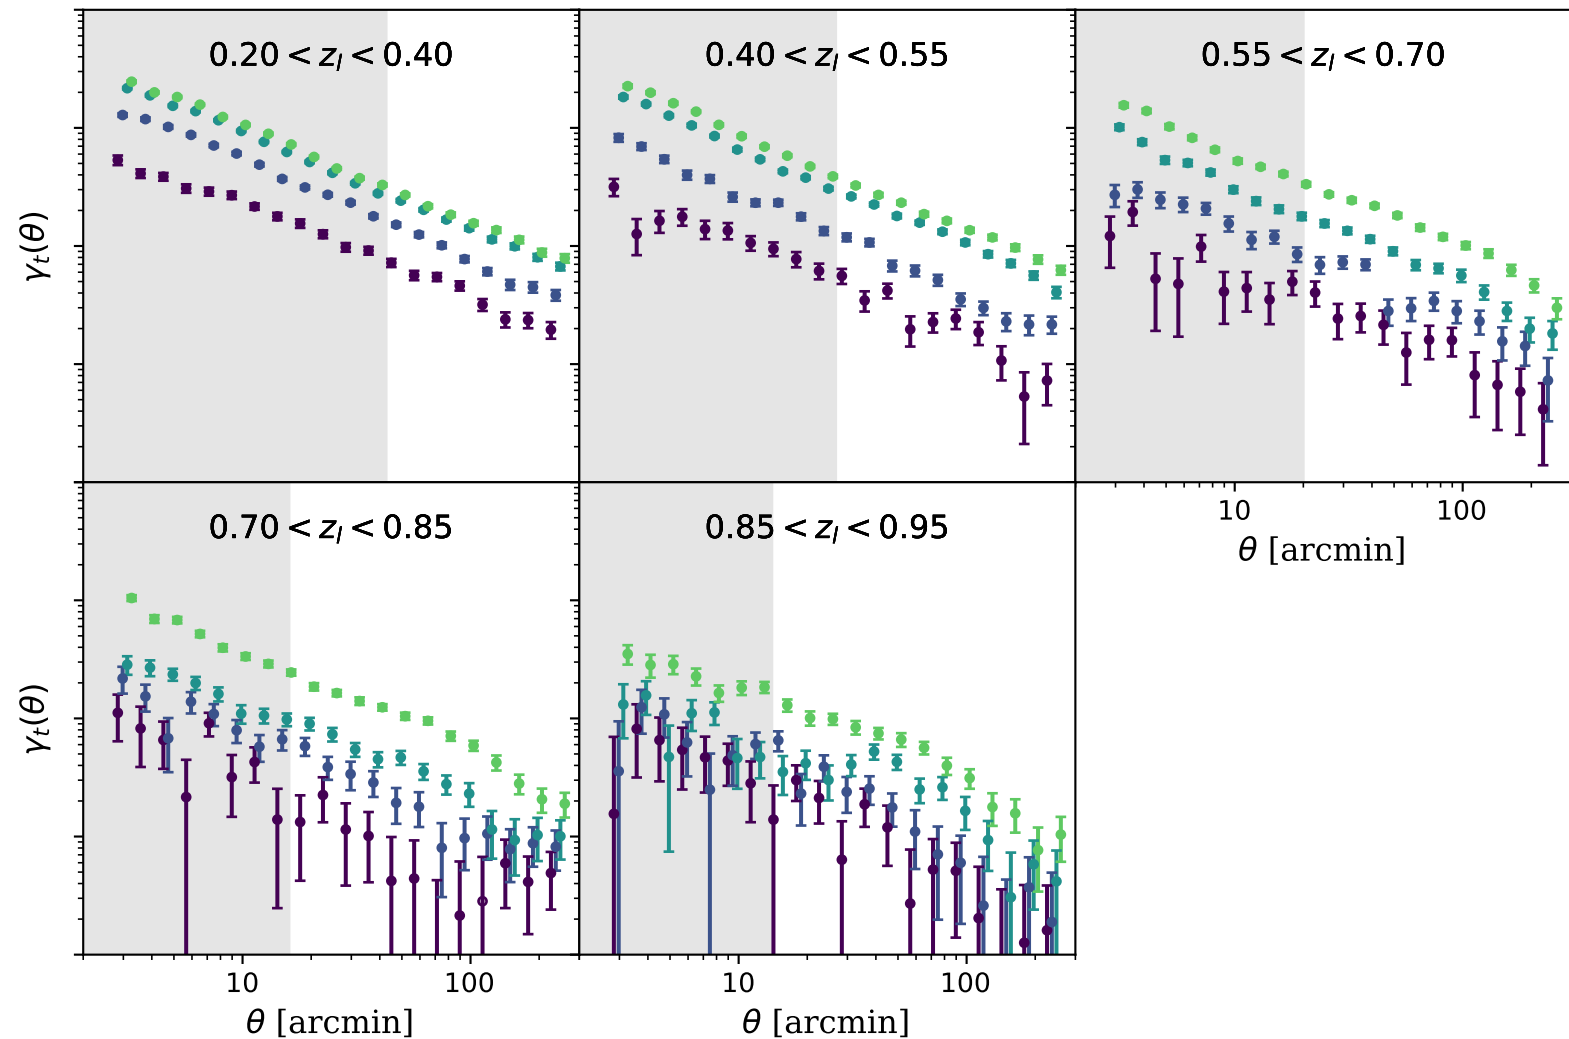 0.20 < z_l < 0.40
0.40 < z_l < 0.55
0.55 < z_l < 0.70
γ_t(θ)
10 100
θ [arcmin]
0.70 < z_l < 0.85
0.85 < z_l < 0.95
γ_t(θ)
10 100
10 100
θ [arcmin]
θ [arcmin]